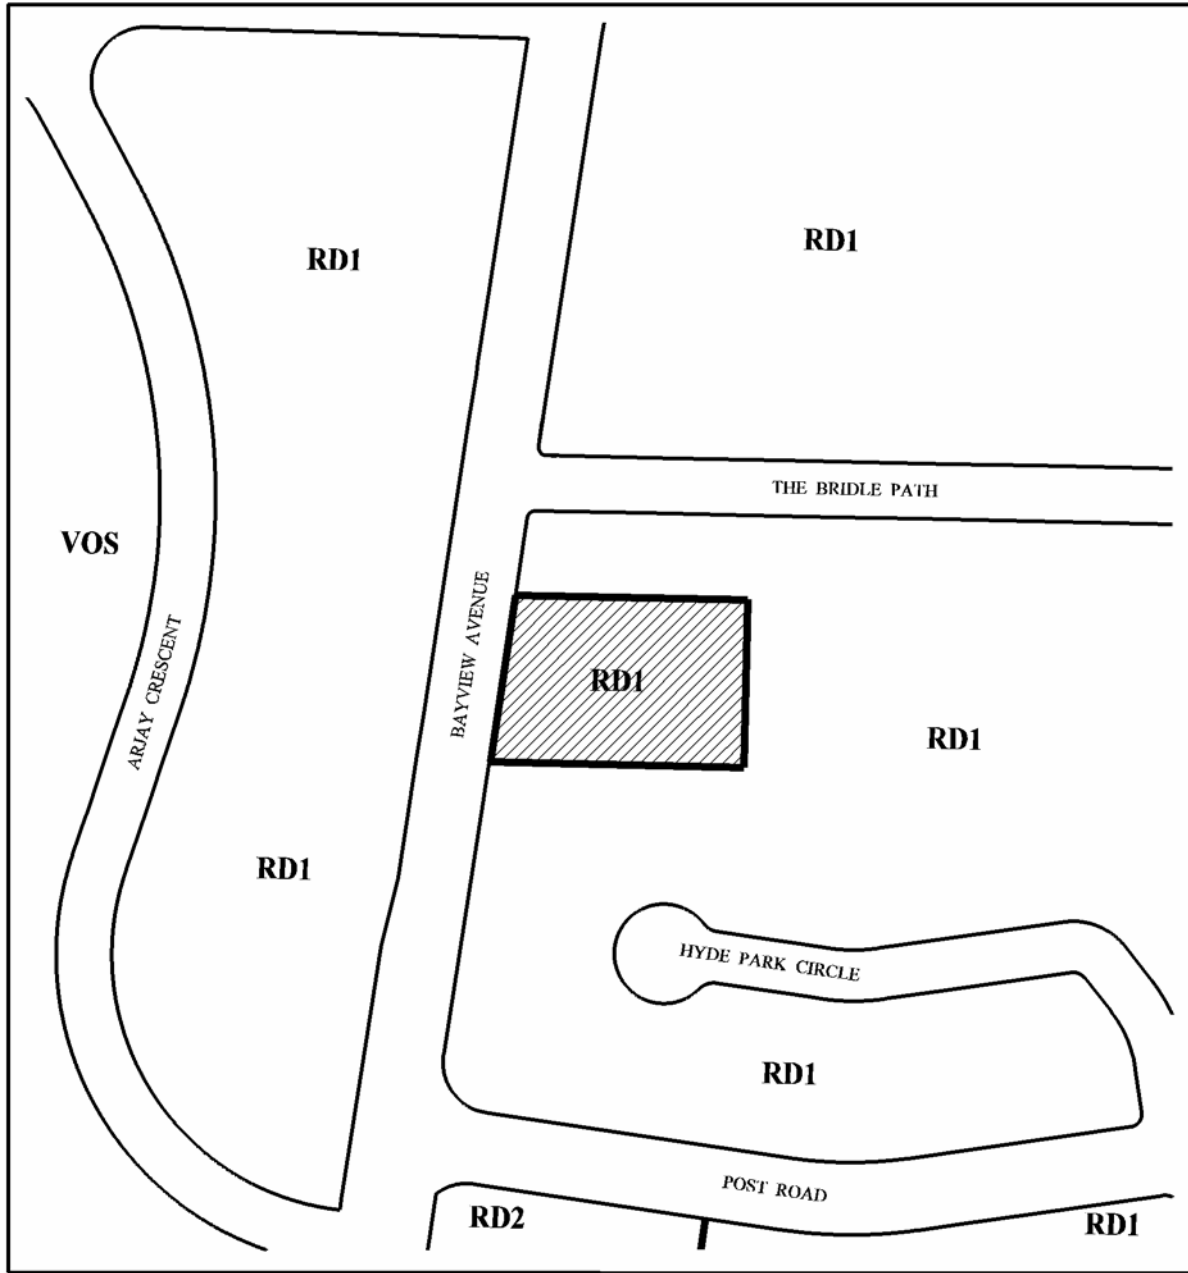 RD1
RD1
THE BRIDLE PATH
VOS
BAYVIEW AVENUE
ARJAY CRESCENT
RD1
RD1
RD1
HYDE PARK CIRCLE
RD1
POST ROAD
RD2
RD1